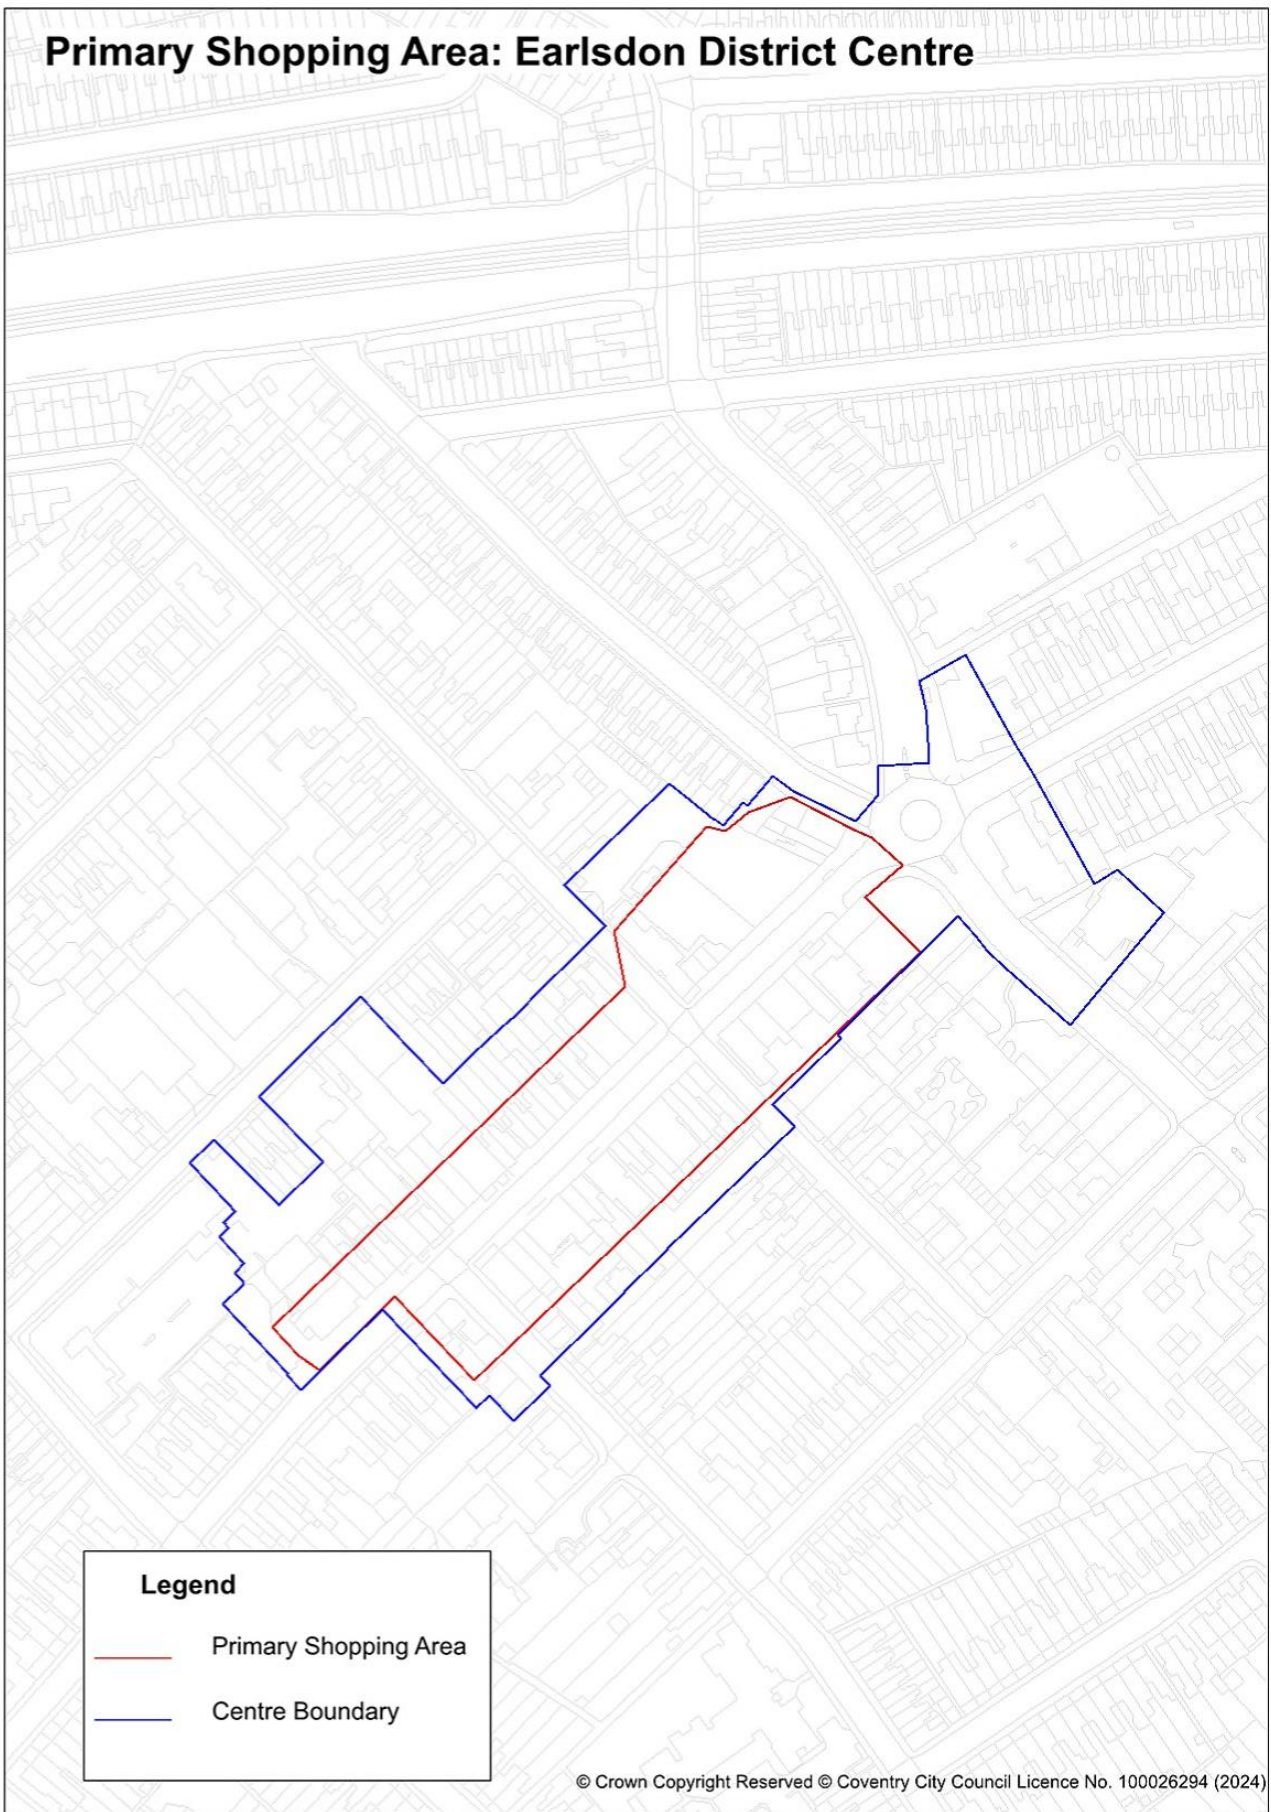 Primary Shopping Area: Earlsdon District Centre
Legend
Primary Shopping Area
Centre Boundary
© Crown Copyright Reserved © Coventry City Council Licence No. 100026294 (2024)